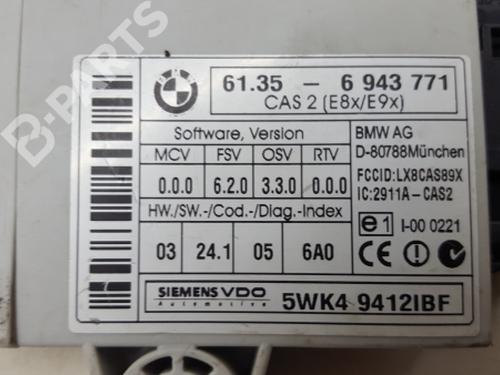 B-PARTS
BMW
61.35 - 6 943 771
CAS 2 (E8x/E9x)
Software, Version
MCV FSV OSV RTV
0.0.0 6.2.0 3.3.0 0.0.0
HW./SW.-/Cod.-/Diag.-Index
03 24.1 05 6A0
BMW AG
D-80788München
FCCID:LX8CAS89X
IC:2911A-CAS2
e1 I-00 0221
CE
SIEMENS VDO
Automotive
5WK4 9412IBF